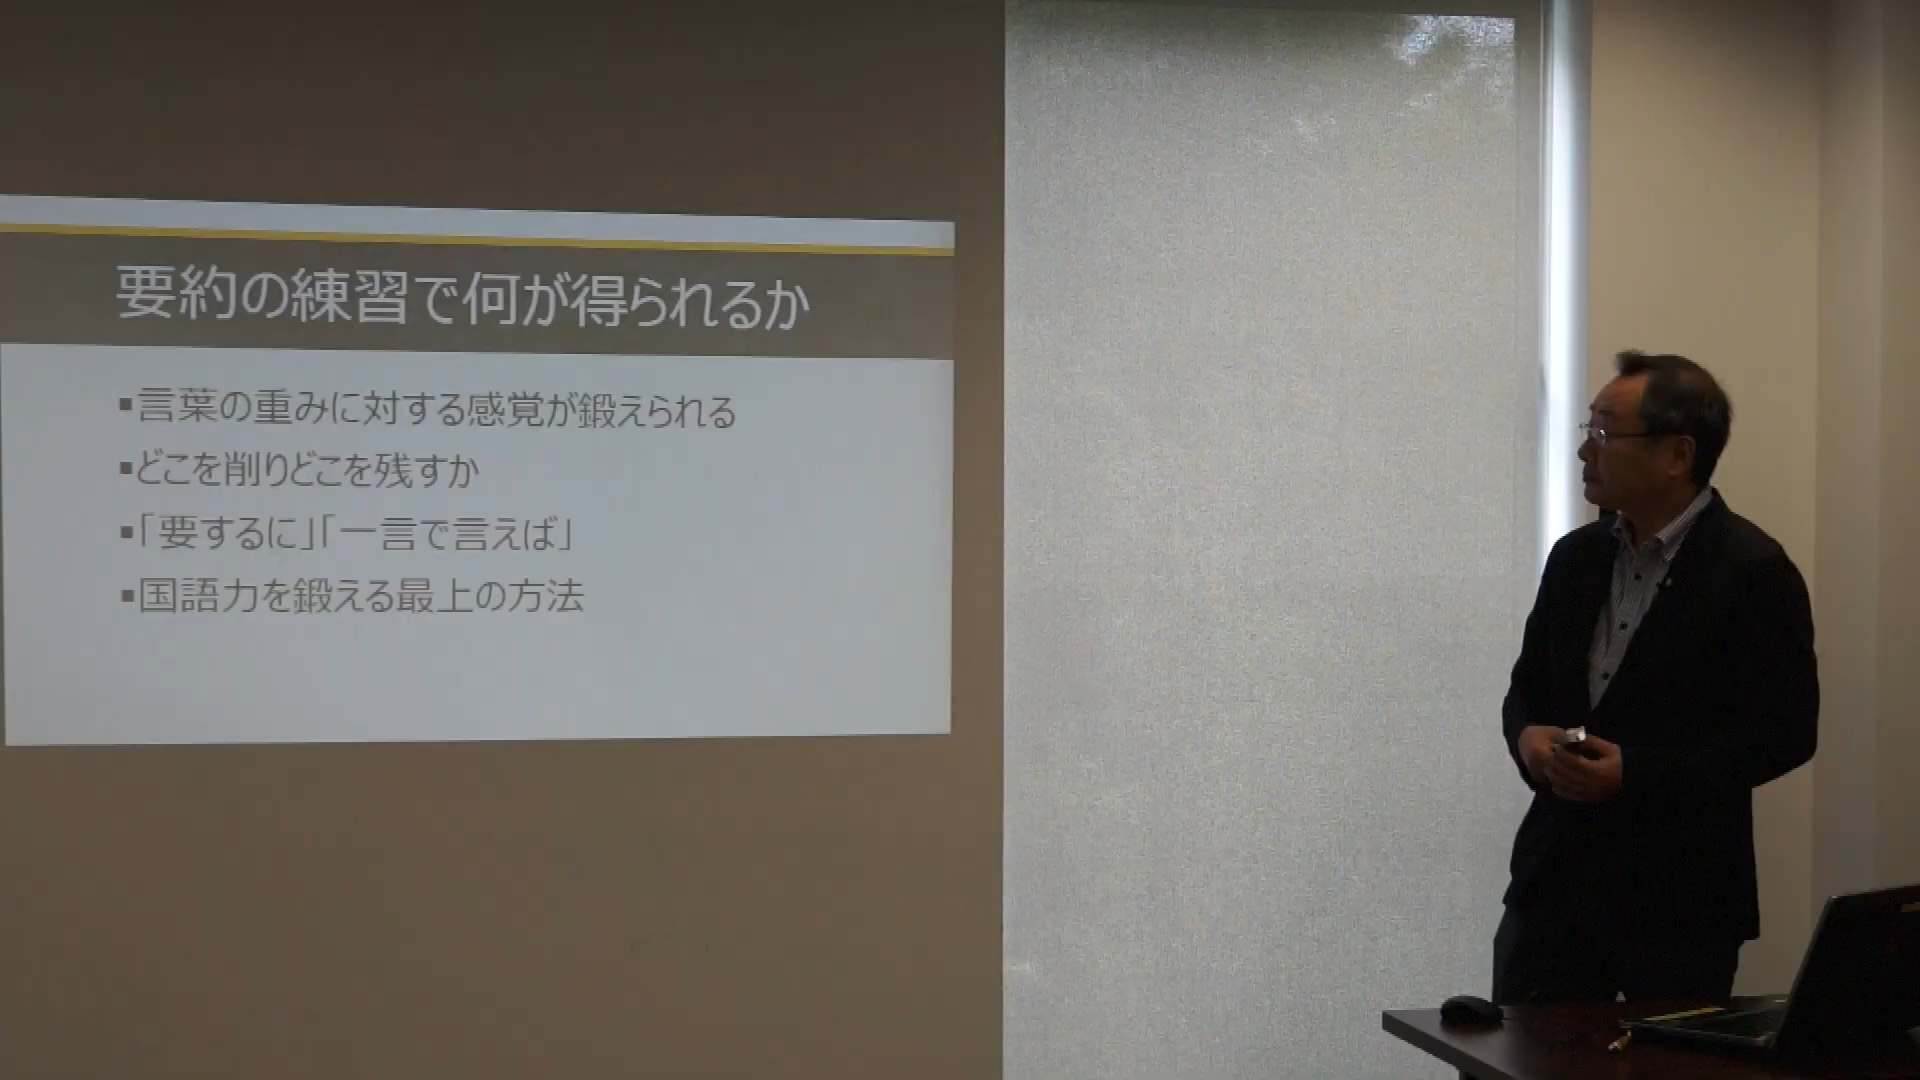 要約の練習で何が得られるか
▪言葉の重みに対する感覚が鍛えられる
▪どこを削りどこを残すか
▪「要するに」「一言で言えば」
▪国語力を鍛える最上の方法